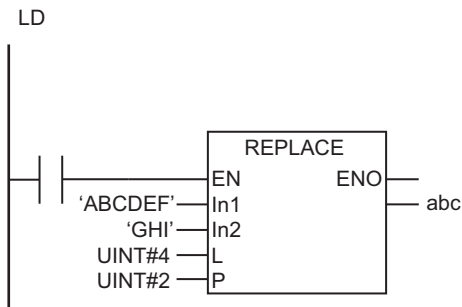 LD
REPLACE
EN ENO
‘ABCDEF’ In1 abc
‘GHI’ In2
UINT#4 L
UINT#2 P